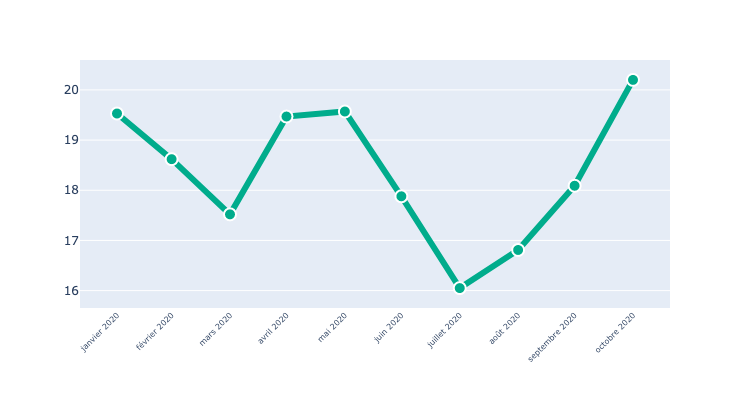 20
19
18
17
16
janvier 2020
février 2020
mars 2020
avril 2020
mai 2020
juin 2020
juillet 2020
août 2020
septembre 2020
octobre 2020